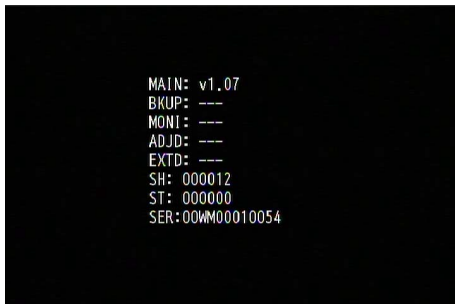 MAIN: v1.07
BKUP: ---
MONI: ---
ADJD: ---
EXTD: ---
SH: 000012
ST: 000000
SER:00WM00010054